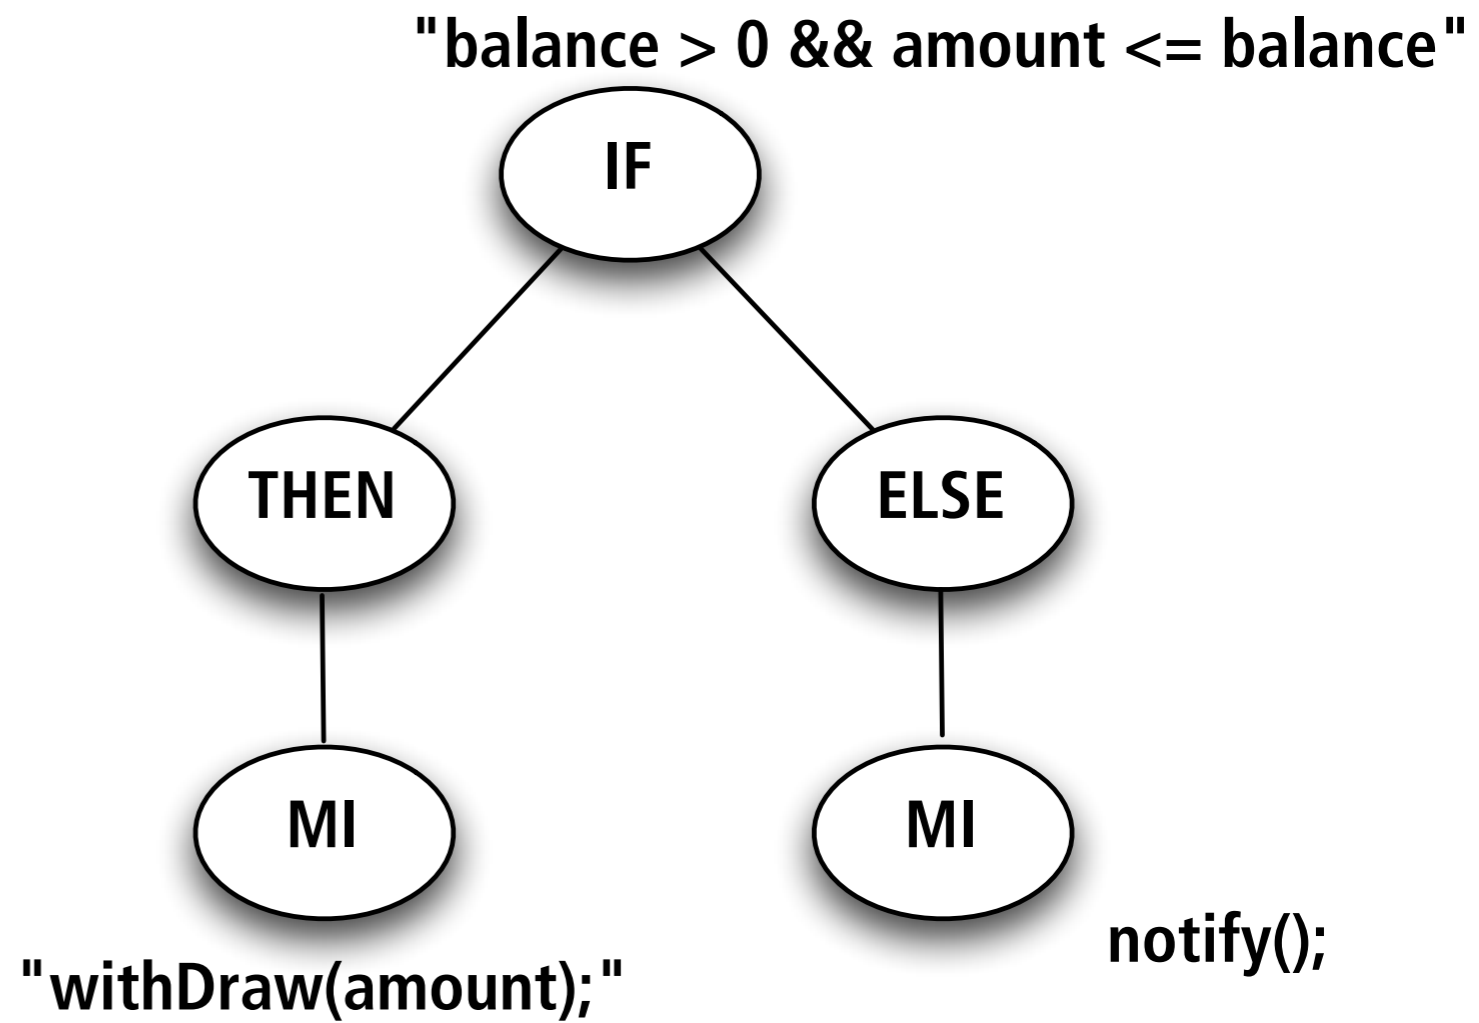 "balance > 0 && amount <= balance"
IF
THEN
ELSE
MI
MI
notify();
"withDraw(amount);"